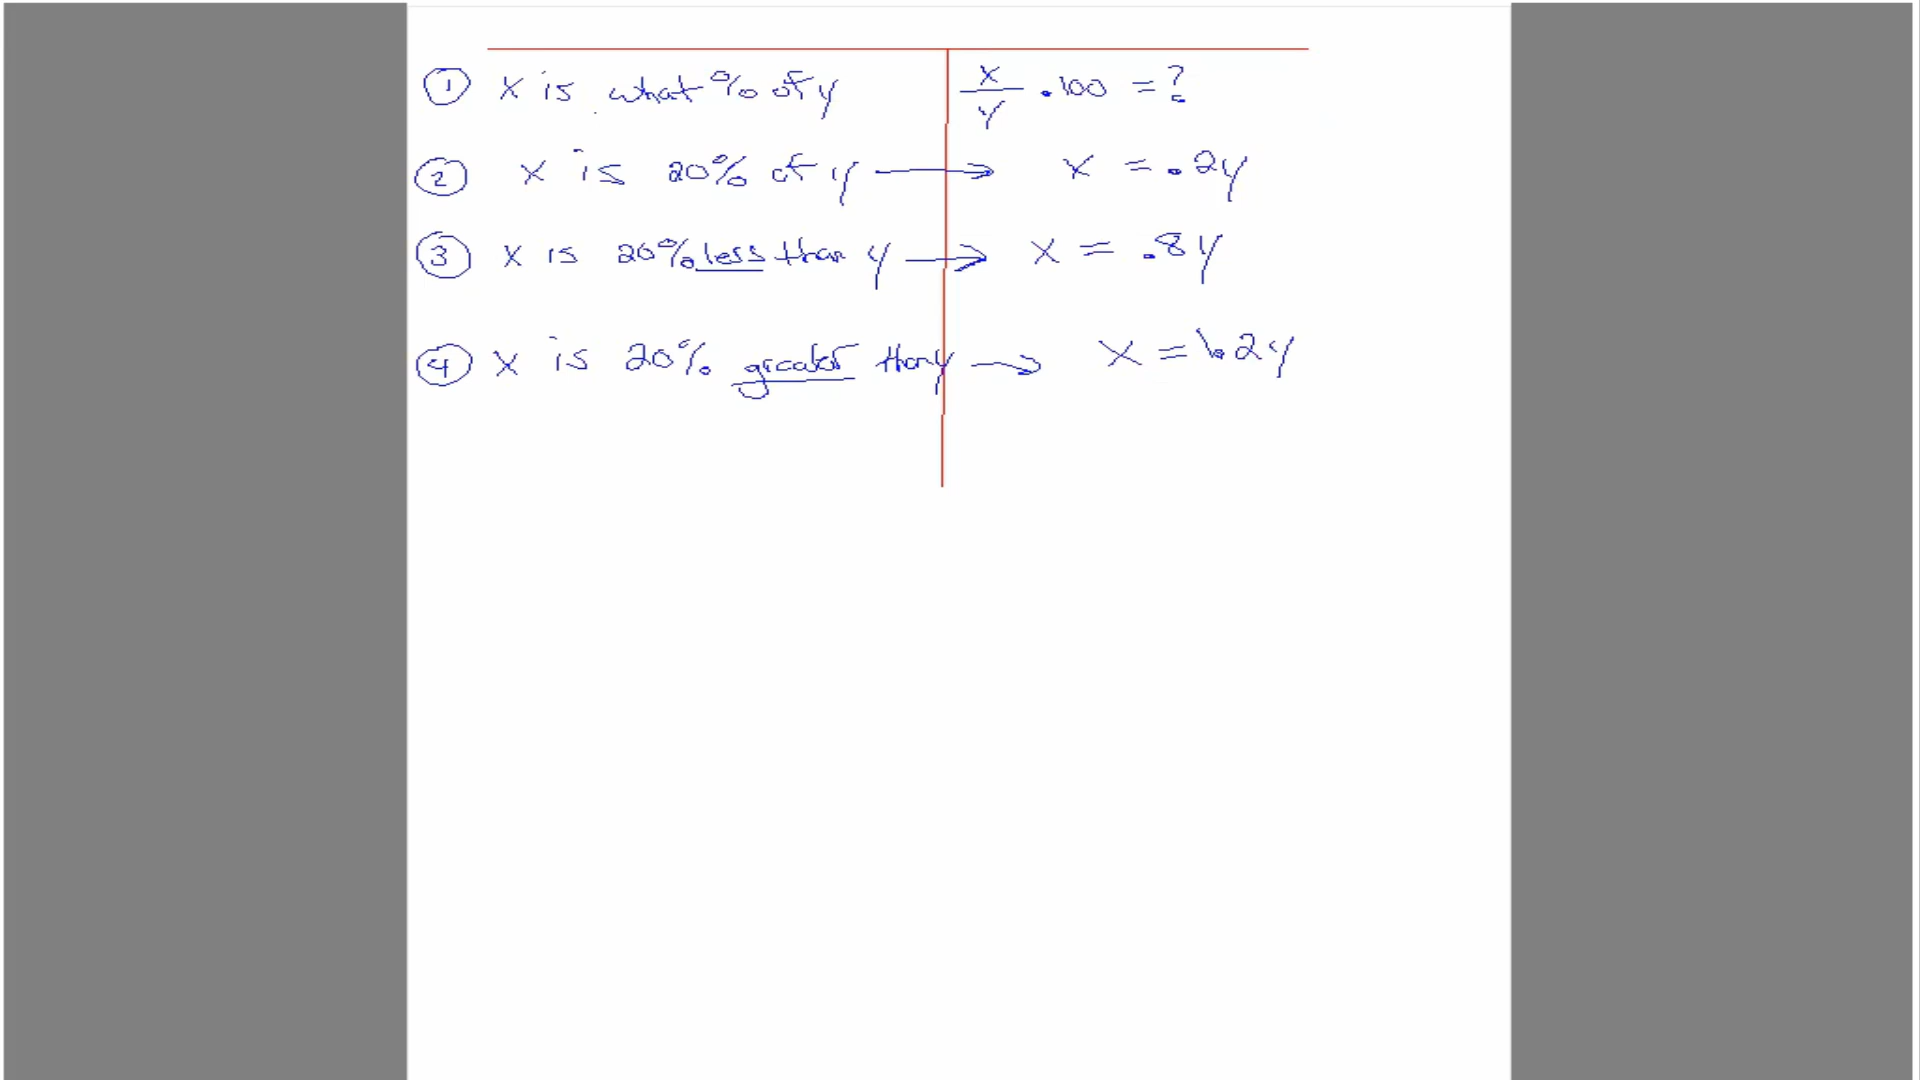 ① X is what % of y X/Y . 100 = ?
② X is 20% of y → X = .2y
③ X is 20% less than y → X = .8y
④ X is 20% greater than y → X = 1.2y